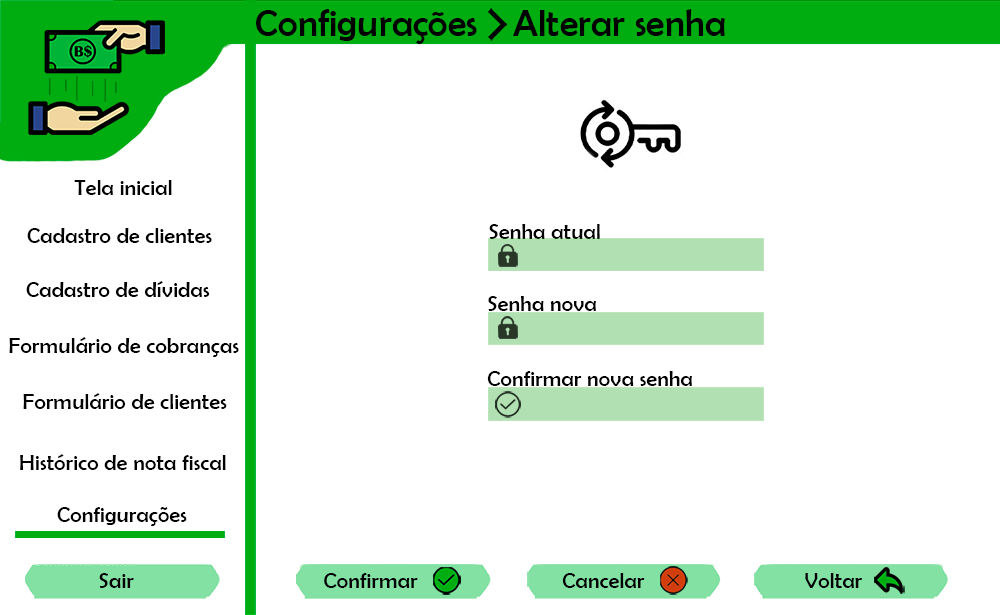 Configurações > Alterar senha
B$
Tela inicial
Cadastro de clientes
Cadastro de dívidas
Formulário de cobranças
Formulário de clientes
Histórico de nota fiscal
Configurações
Sair
Senha atual
Senha nova
Confirmar nova senha
Confirmar
Cancelar
Voltar